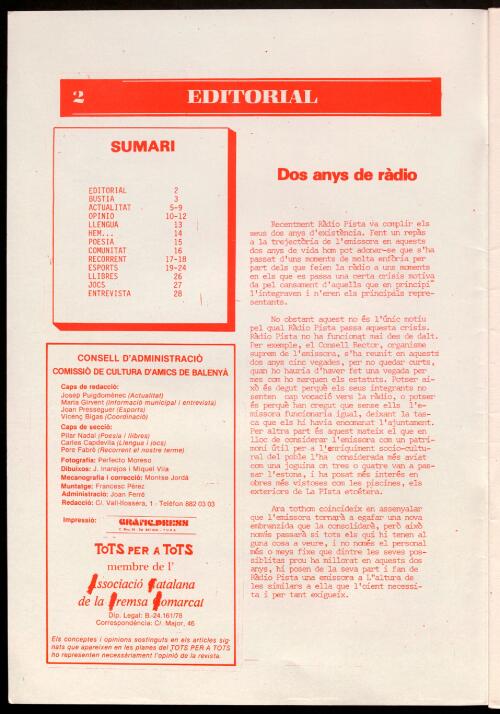 2
EDITORIAL
SUMARI
EDITORIAL 2
BUSTIA 3
ACTUALITAT 5-9
OPINIO 10-12
LLENGUA 13
HEM... 14
POESIA 15
COMUNITAT 16
RECORRENT 17-18
ESPORTS 19-24
LLIBRES 26
JOCS 27
ENTREVISTA 28
CONSELL D'ADMINISTRACIÓ
COMISSIÓ DE CULTURA D'AMICS DE BALENYÀ
Caps de redacció:
Josep Puigdomènec (Actualitat)
Maria Girvent (Informació municipal i entrevista)
Joan Presseguer (Esports)
Vicenç Bigas (Coordinació)
Caps de secció:
Pilar Nadal (Poesia i llibres)
Carles Capdevila (Llengua i jocs)
Pere Fabró (Recorrent el nostre terme)
Fotografia: Perfecto Moreso
Dibuixos: J. Inarejos i Miquel Vila
Mecanografia i correcció: Montse Jordà
Muntatge: Francesc Pérez
Administració: Joan Ferré
Redacció: C/. Vall-llossera, 1 - Telèfon 882 03 03
Impressió: GRÀFIC-PRESS
TOTS PER A TOTS
membre de l'
Associació Catalana
de la Premsa Comarcal
Dip. Legal: B.-24.161/78
Correspondència: C/. Major, 46
Els conceptes i opinions sostinguts en els articles sig-
nats que apareixen en les planes del TOTS PER A TOTS
no representen necessàriament l'opinió de la revista.
Dos anys de ràdio
Recentment Ràdio Pista va complir els
seus dos anys d'existència. Fent un repàs
a la trejectòria de l'emissora en aquests
dos anys de vida hom pot adonar-se que s'ha
passat d'uns moments de molta enfòria per
part dels que feien la ràdio a uns moments
en els que es passa una certa crisis motiva
da pel cansament d'aquells que en principi
l'integraven i n'eren els principals repre-
sentants.
No obstant aquest no és l'únic motiu
pel qual Ràdio Pista passa aquesta crisis.
Ràdio Pista no ha funcional mai des de dalt.
Per exemple, el Consell Rector, organisme
suprem de l'emissora, s'ha reunit en aquests
dos anys cinc vegades, per no quedar curts,
quan ho hauria d'haver fet una vegada per
mes com ho marquen els estatuts. Potser ai-
xò és degut perquè els seus integrants no
senten cap vocació vers la ràdio, o potser
és perquè han cregut que sense ells l'e-
missora funcionaria igual, deixant la tas-
ca que els hi havia encomanat l'ajuntament.
Per altra part és aquest mateix el que en
lloc de considerar l'emissora com un patri-
moni útil per a l'enriquiment socio-cultu-
ral del poble l'ha considerada més aviat
com una joguina on tres o quatre van a pas-
sar l'estona, i ha posat més interès en
obres més vistoses com les piscines, els
exteriors de La Pista etcètera.
Ara tothom coincideix en assenyalar
que l'emissora tornarà a egafar una nova
embranzida que la consolidarà, però això
només passarà si tots els qui hi tenen al
guna cosa a veure, i no només el personal
més o meys fixe que dintre les seves pos-
siblitas prou ha millorat en aquests dos
anys, hi posen de la seva part i fan de
Ràdio Pista una emissora a l'altura de
les similars a ella que l'oient necessi-
ta i per tant exigueix.